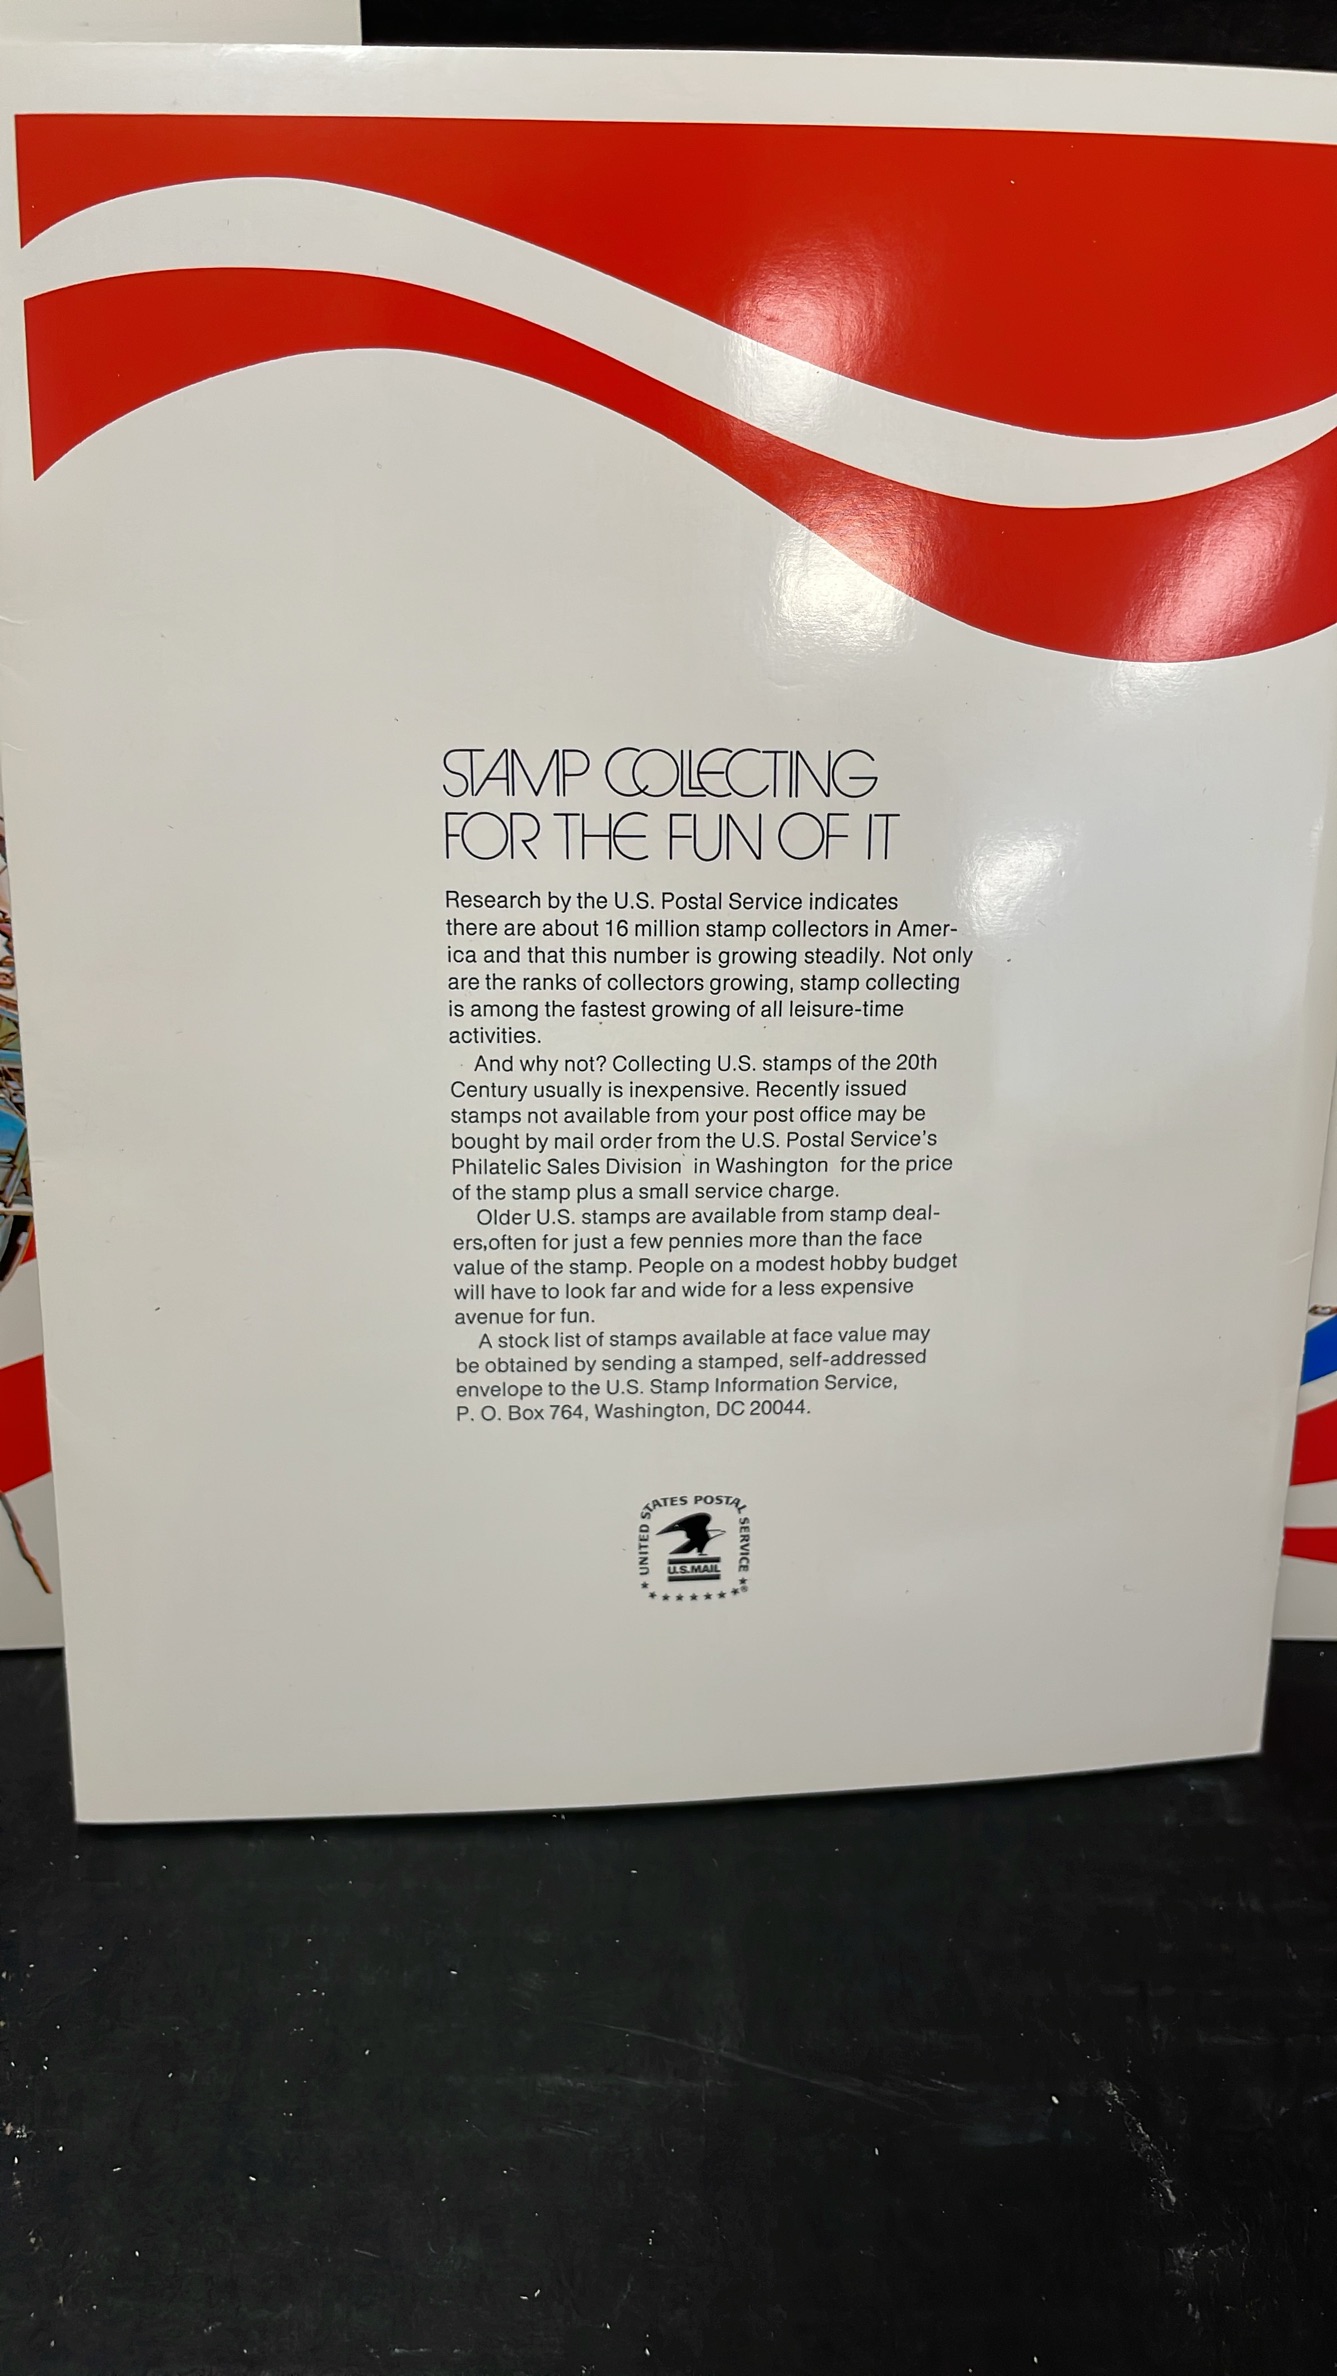 STAMP COLLECTING
FOR THE FUN OF IT
Research by the U.S. Postal Service indicates
there are about 16 million stamp collectors in Amer-
ica and that this number is growing steadily. Not only
are the ranks of collectors growing, stamp collecting
is among the fastest growing of all leisure-time
activities.
And why not? Collecting U.S. stamps of the 20th
Century usually is inexpensive. Recently issued
stamps not available from your post office may be
bought by mail order from the U.S. Postal Service's
Philatelic Sales Division in Washington for the price
of the stamp plus a small service charge.
Older U.S. stamps are available from stamp deal-
ers,often for just a few pennies more than the face
value of the stamp. People on a modest hobby budget
will have to look far and wide for a less expensive
avenue for fun.
A stock list of stamps available at face value may
be obtained by sending a stamped, self-addressed
envelope to the U.S. Stamp Information Service,
P. O. Box 764, Washington, DC 20044.
UNITED STATES POSTAL SERVICE ®
U.S.MAIL